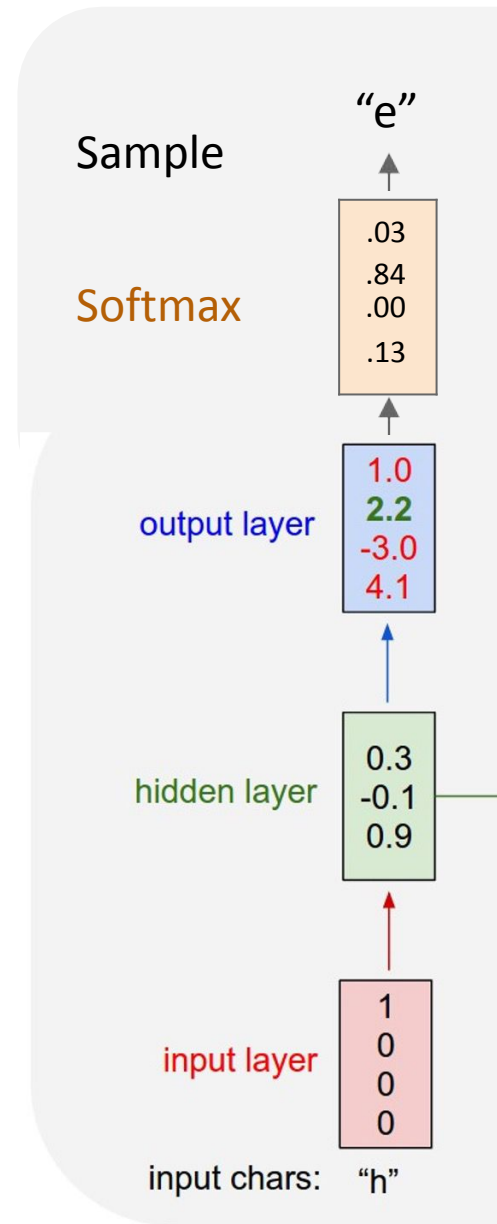 “e”
Sample
.03
.84
Softmax
.00
.13
1.0
output layer
2.2
-3.0
4.1
0.3
hidden layer
-0.1
0.9
1
input layer
0
0
0
input chars: “h”